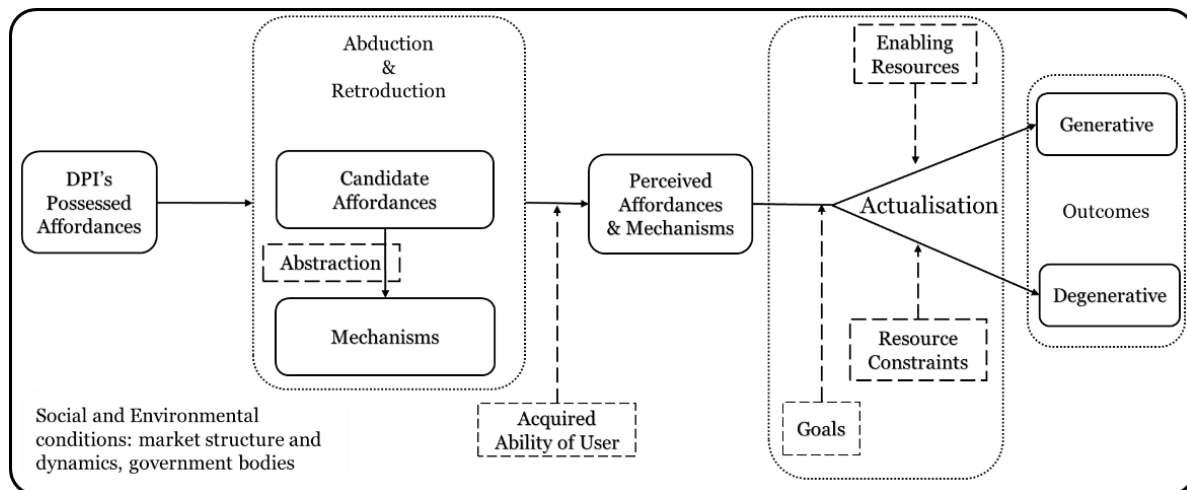 DPI's
Possessed
Affordances
Abduction
&
Retroduction
Candidate
Affordances
Abstraction
Mechanisms
Acquired
Ability of User
Perceived
Affordances
& Mechanisms
Enabling
Resources
Actualisation
Resource
Constraints
Goals
Generative
Outcomes
Degenerative
Social and Environmental
conditions: market structure and
dynamics, government bodies